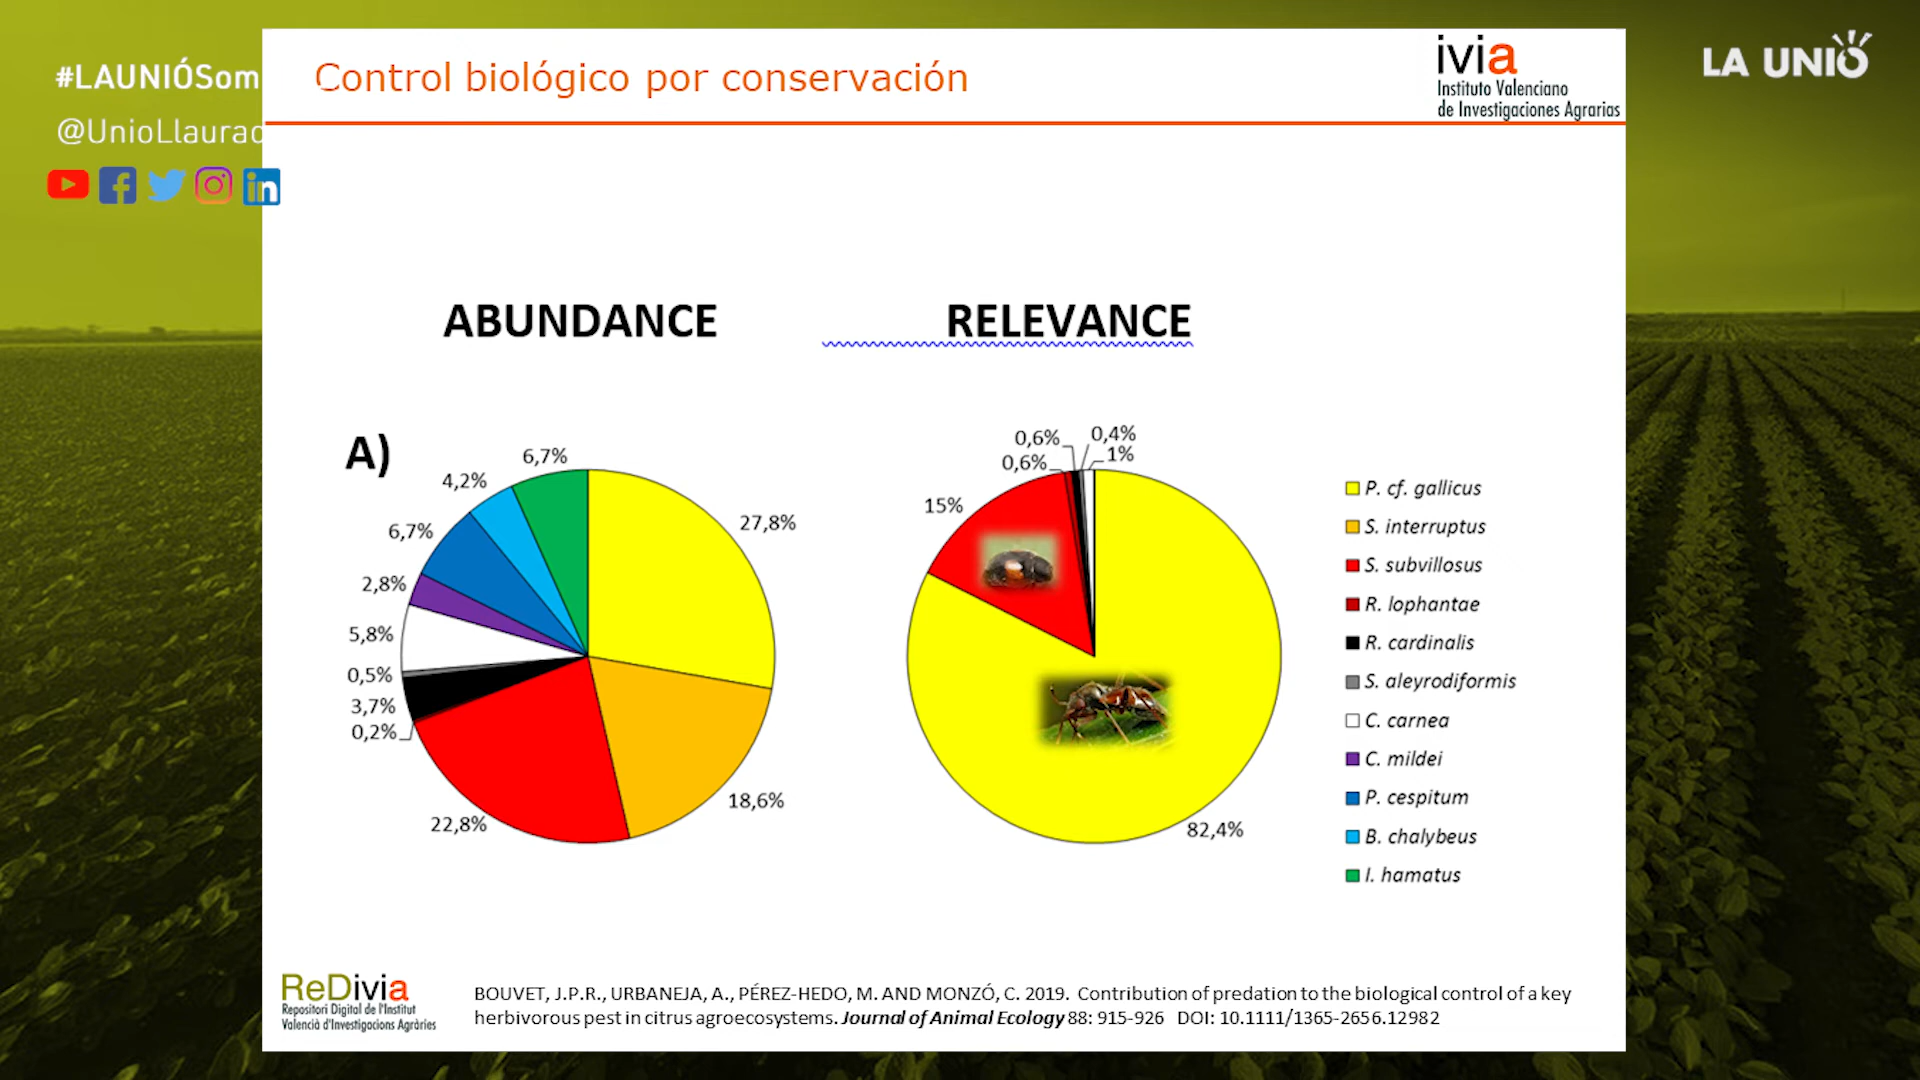 #LAUNIÓSom
@UnioLlaurad
Control biológico por conservación
ivia
Instituto Valenciano
de Investigaciones Agrarias
LA UNIÓ
ABUNDANCE
RELEVANCE
A)
6,7%
4,2%
6,7%
2,8%
5,8%
0,5%
3,7%
0,2%
22,8%
18,6%
27,8%
0,6%
0,4%
0,6%
1%
15%
82,4%
P. cf. gallicus
S. interruptus
S. subvillosus
R. lophantae
R. cardinalis
S. aleyrodiformis
C. carnea
C. mildei
P. cespitum
B. chalybeus
I. hamatus
ReDivia
Repositori Digital de l'Institut
Valencià d'Investigacions Agràries
BOUVET, J.P.R., URBANEJA, A., PÉREZ-HEDO, M. AND MONZÓ, C. 2019. Contribution of predation to the biological control of a key
herbivorous pest in citrus agroecosystems. Journal of Animal Ecology 88: 915-926 DOI: 10.1111/1365-2656.12982